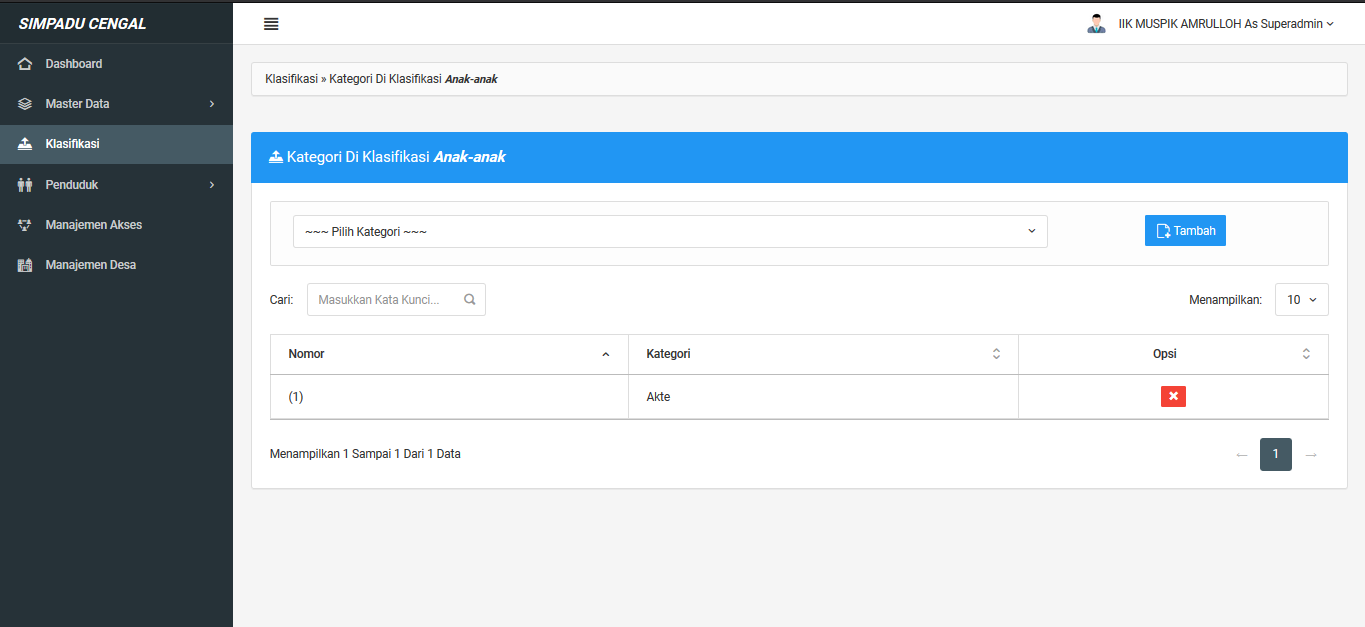 SIMPADU CENGAL
IIK MUSPIK AMRULLOH As Superadmin
Dashboard
Master Data
Klasifikasi
Penduduk
Manajemen Akses
Manajemen Desa
Klasifikasi » Kategori Di Klasifikasi Anak-anak
Kategori Di Klasifikasi Anak-anak
~~~ Pilih Kategori ~~~
Tambah
Cari: Masukkan Kata Kunci...
Menampilkan: 10
Nomor Kategori Opsi
(1) Akte
Menampilkan 1 Sampai 1 Dari 1 Data
← 1 →